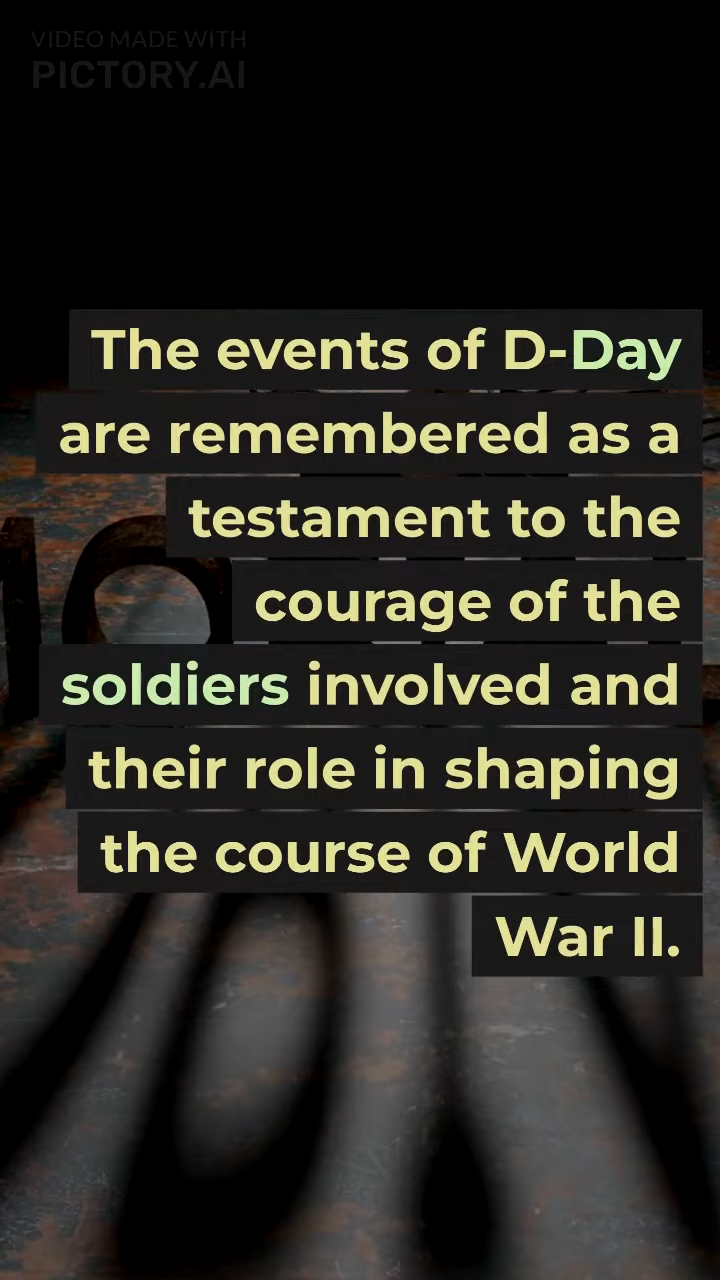 VIDEO MADE WITH
PICTORY.AI
The events of D-Day
are remembered as a
testament to the
courage of the
soldiers involved and
their role in shaping
the course of World
War II.